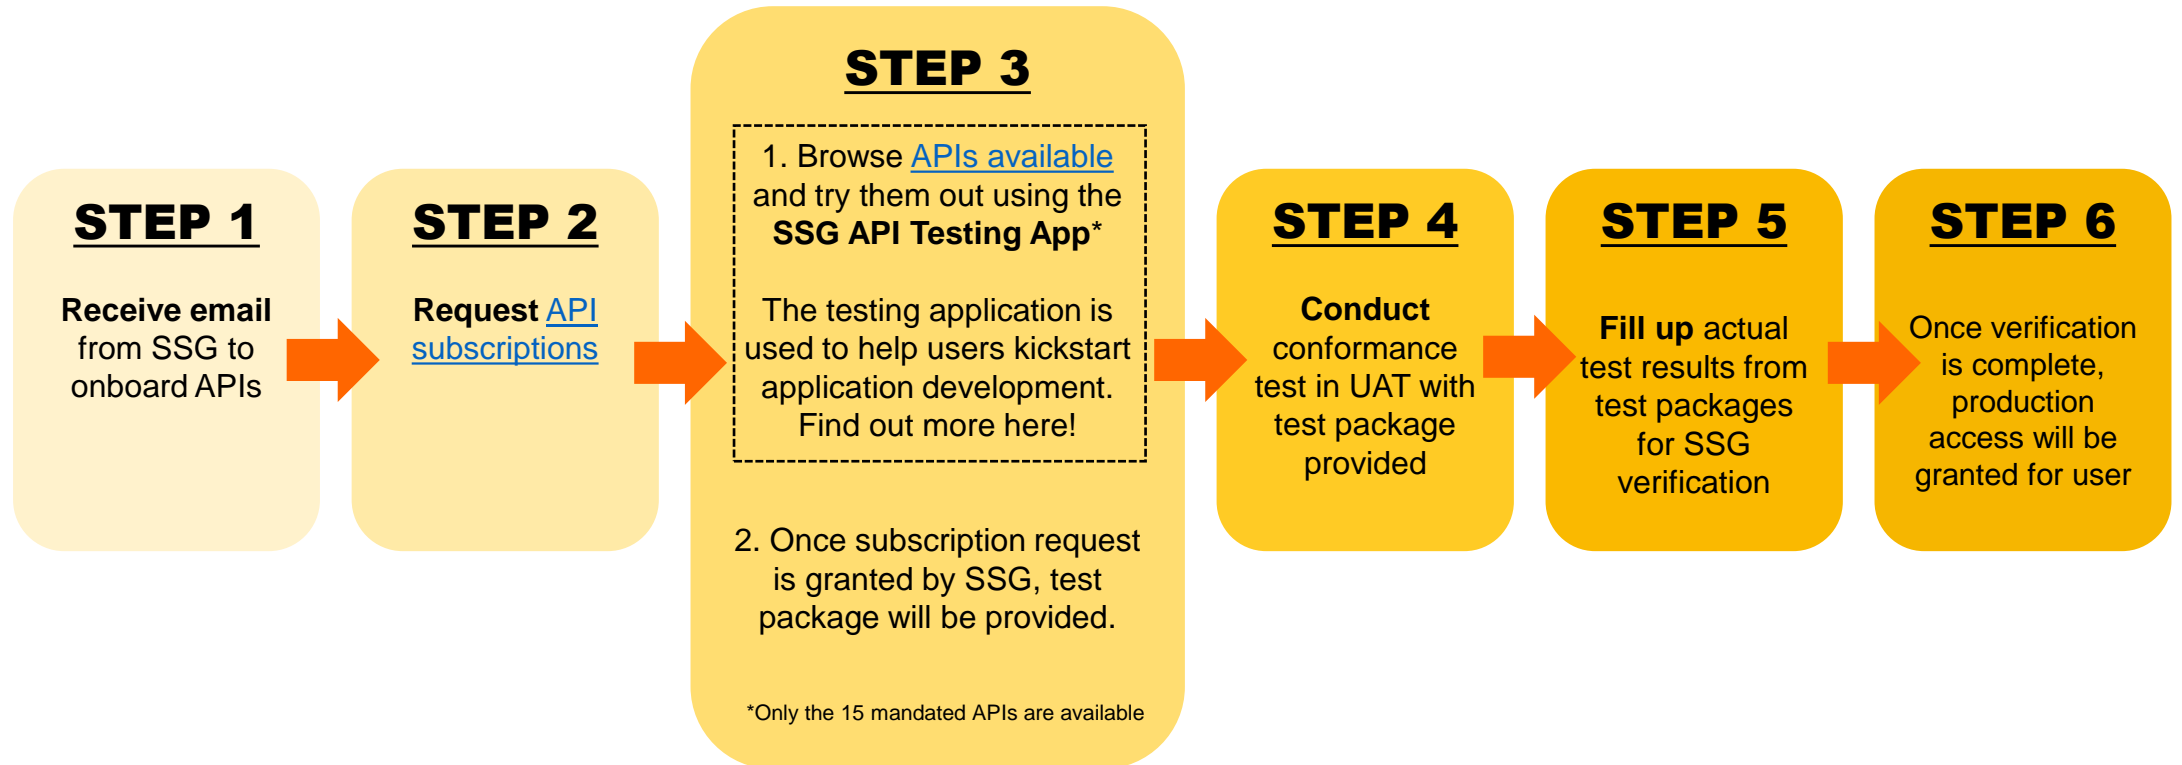 STEP 1
Receive email
from SSG to
onboard APIs
STEP 2
Request API
subscriptions
STEP 3
1. Browse APIs available
and try them out using the
SSG API Testing App*
The testing application is
used to help users kickstart
application development.
Find out more here!
2. Once subscription request
is granted by SSG, test
package will be provided.
*Only the 15 mandated APIs are available
STEP 4
Conduct
conformance
test in UAT with
test package
provided
STEP 5
Fill up actual
test results from
test packages
for SSG
verification
STEP 6
Once verification
is complete,
production
access will be
granted for user